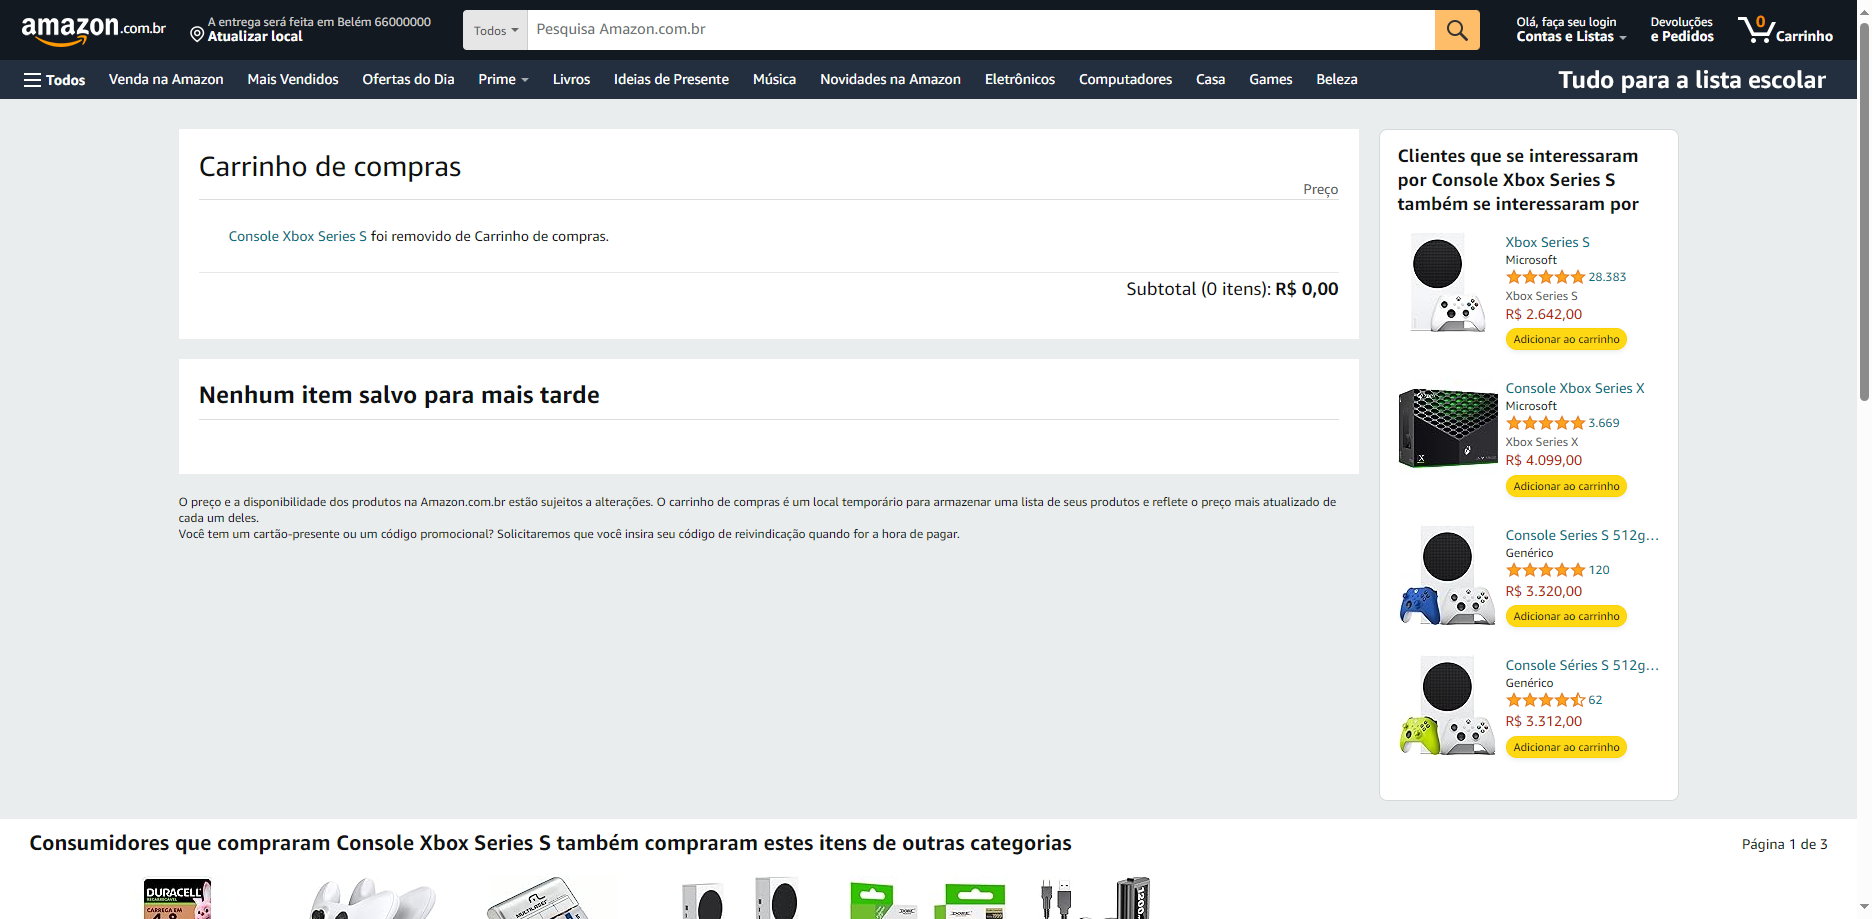 amazon.com.br
A entrega será feita em Belém 66000000
Atualizar local
Todos
Pesquisa Amazon.com.br
Olá, faça seu login
Contas e Listas
Devoluções
e Pedidos
0
Carrinho
Todos
Venda na Amazon
Mais Vendidos
Ofertas do Dia
Prime
Livros
Ideias de Presente
Música
Novidades na Amazon
Eletrônicos
Computadores
Casa
Games
Beleza
Tudo para a lista escolar
Carrinho de compras
Preço
Console Xbox Series S foi removido de Carrinho de compras.
Subtotal (0 itens): R$ 0,00
Nenhum item salvo para mais tarde
O preço e a disponibilidade dos produtos na Amazon.com.br estão sujeitos a alterações. O carrinho de compras é um local temporário para armazenar uma lista de seus produtos e reflete o preço mais atualizado de
cada um deles.
Você tem um cartão-presente ou um código promocional? Solicitaremos que você insira seu código de reivindicação quando for a hora de pagar.
Clientes que se interessaram
por Console Xbox Series S
também se interessaram por
Xbox Series S
Microsoft
28.383
Xbox Series S
R$ 2.642,00
Adicionar ao carrinho
Console Xbox Series X
Microsoft
3.669
Xbox Series X
R$ 4.099,00
Adicionar ao carrinho
Console Series S 512g...
Genérico
120
R$ 3.320,00
Adicionar ao carrinho
Console Séries S 512g...
Genérico
62
R$ 3.312,00
Adicionar ao carrinho
Consumidores que compraram Console Xbox Series S também compraram estes itens de outras categorias
Página 1 de 3
DURACELL
RECARREGÁVEL
CARREGA EM
MULTILASER